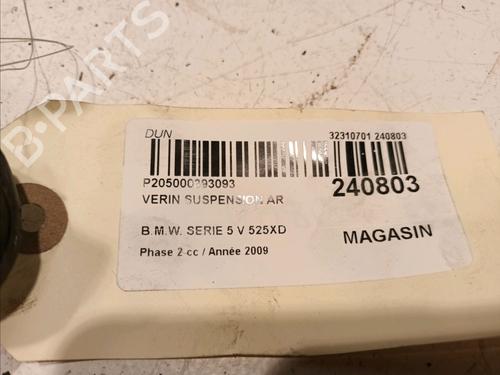 B-PARTS
DUN
32310701 240803
P205000393093
240803
VERIN SUSPENSION AR
B.M.W. SERIE 5 V 525XD
MAGASIN
Phase 2 cc / Année 2009